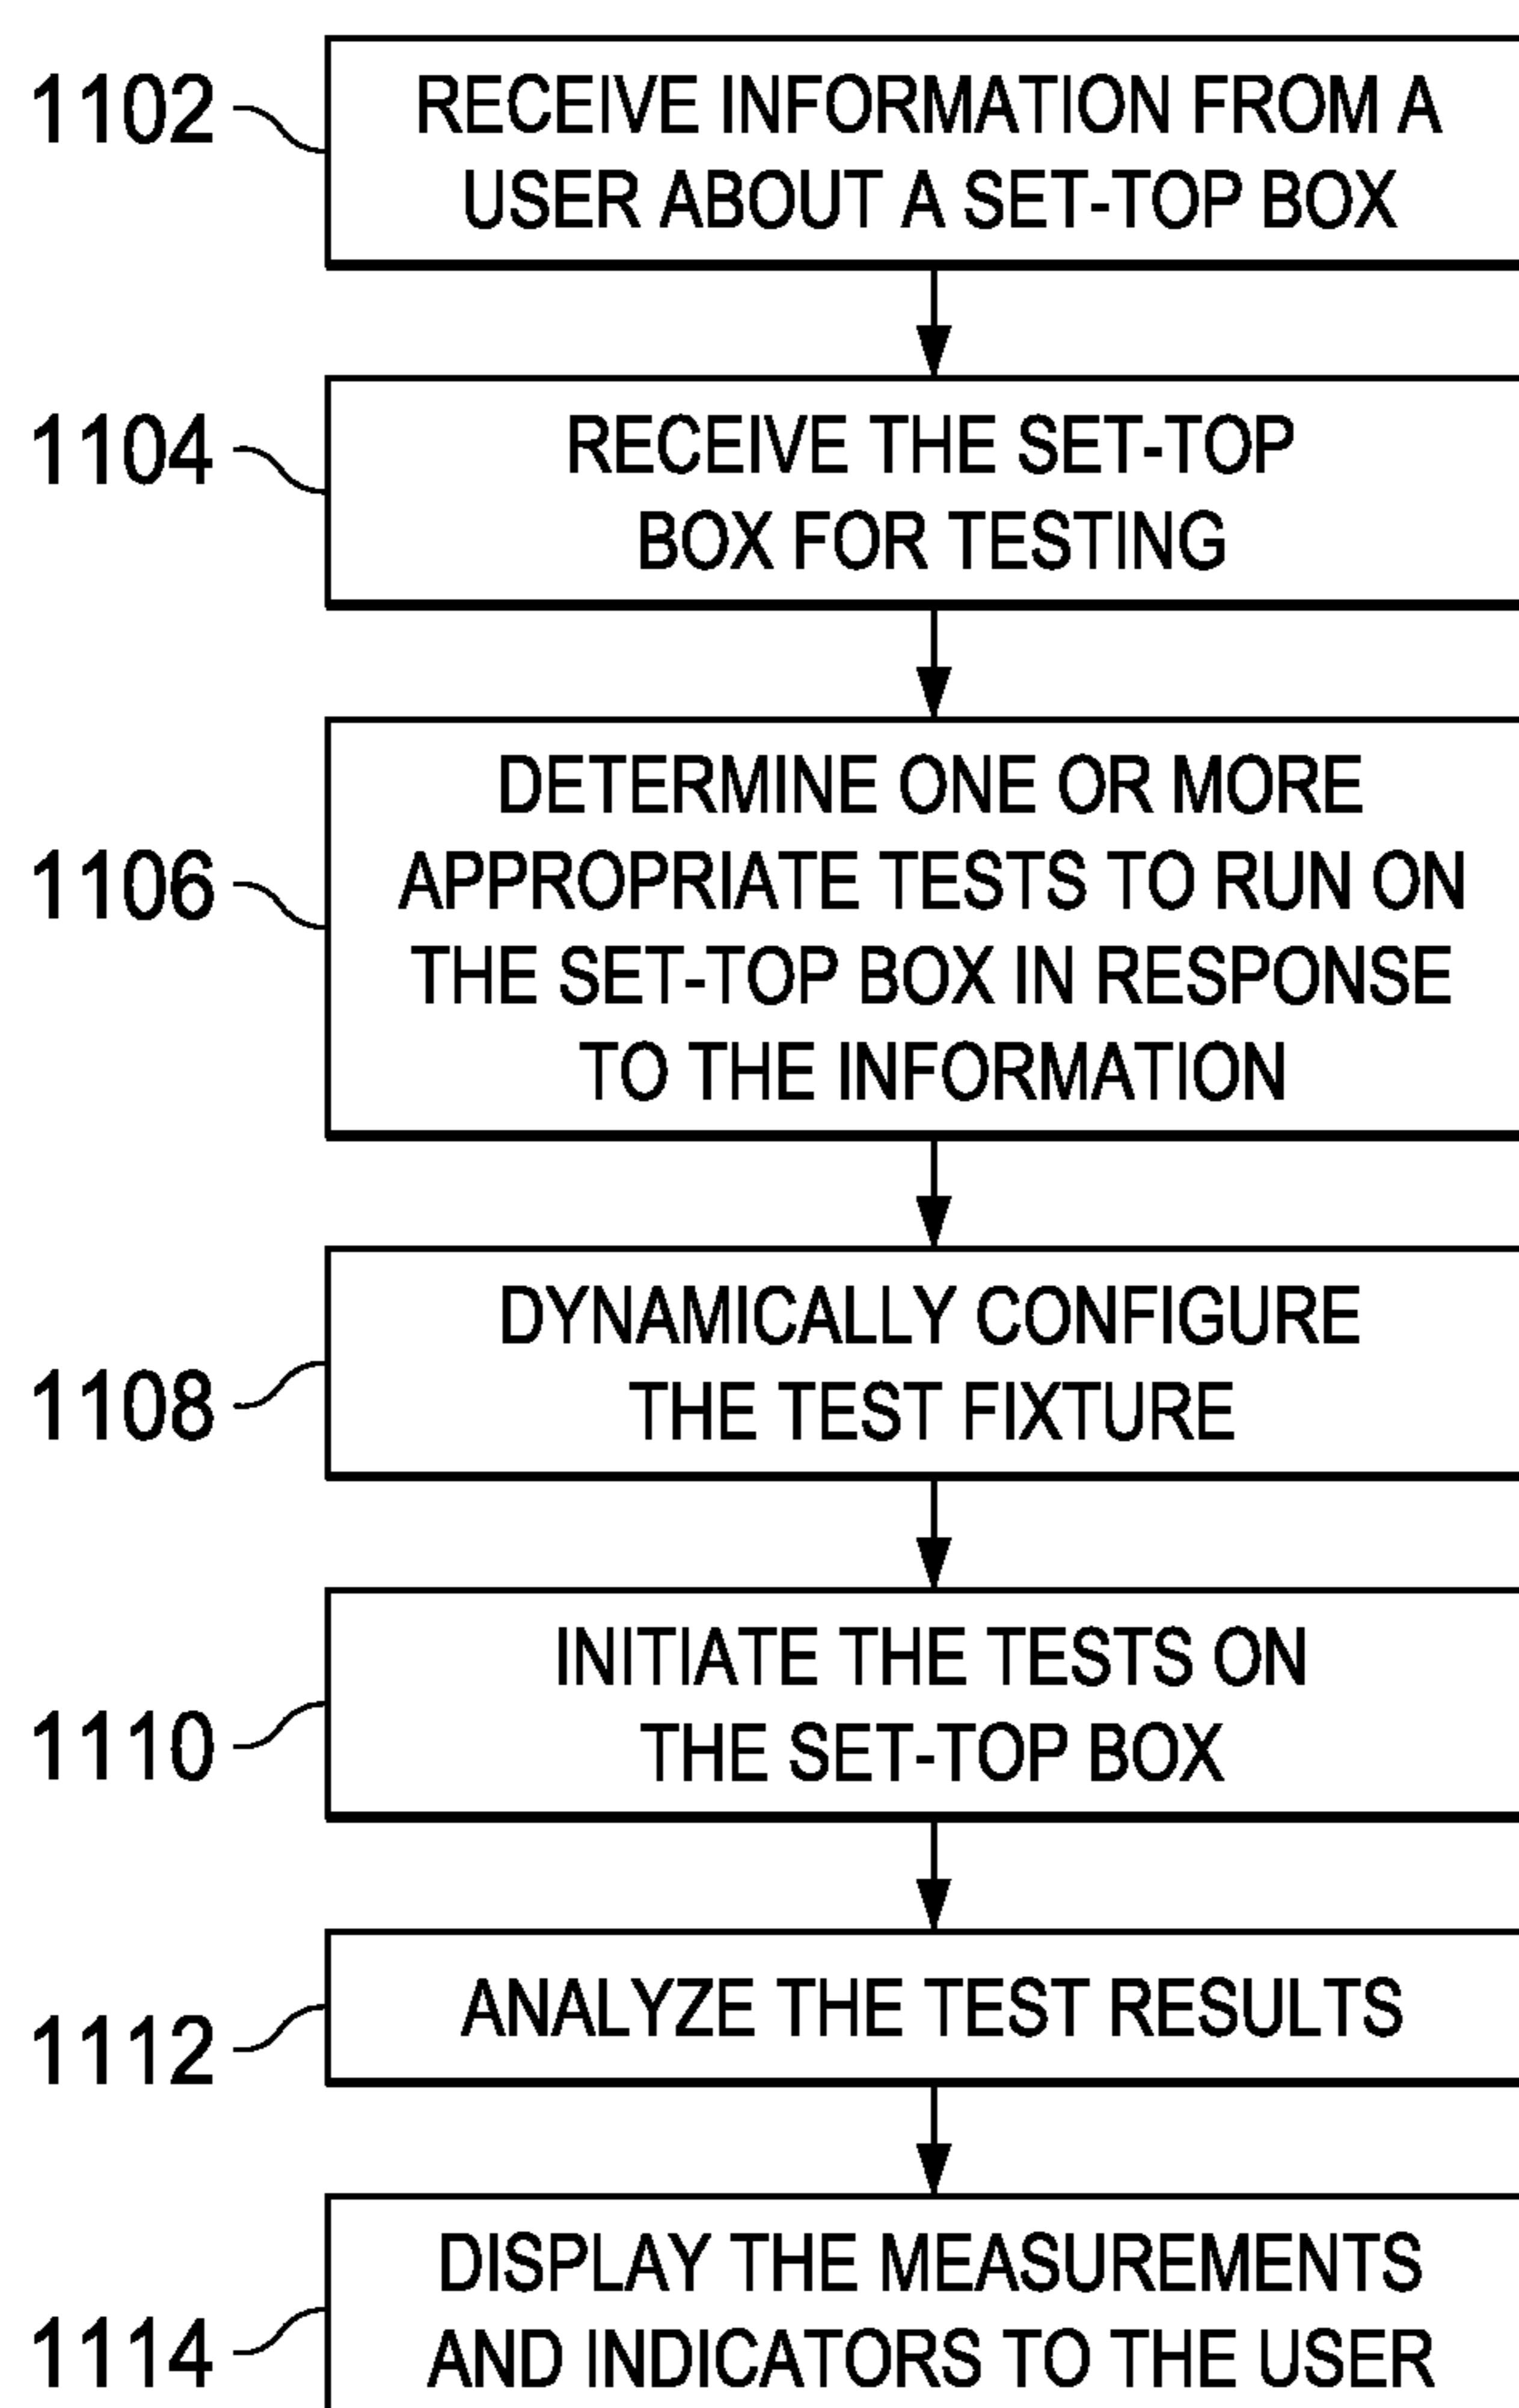 1102
RECEIVE INFORMATION FROM A
USER ABOUT A SET-TOP BOX
1104
RECEIVE THE SET-TOP
BOX FOR TESTING
1106
DETERMINE ONE OR MORE
APPROPRIATE TESTS TO RUN ON
THE SET-TOP BOX IN RESPONSE
TO THE INFORMATION
1108
DYNAMICALLY CONFIGURE
THE TEST FIXTURE
1110
INITIATE THE TESTS ON
THE SET-TOP BOX
1112
ANALYZE THE TEST RESULTS
1114
DISPLAY THE MEASUREMENTS
AND INDICATORS TO THE USER